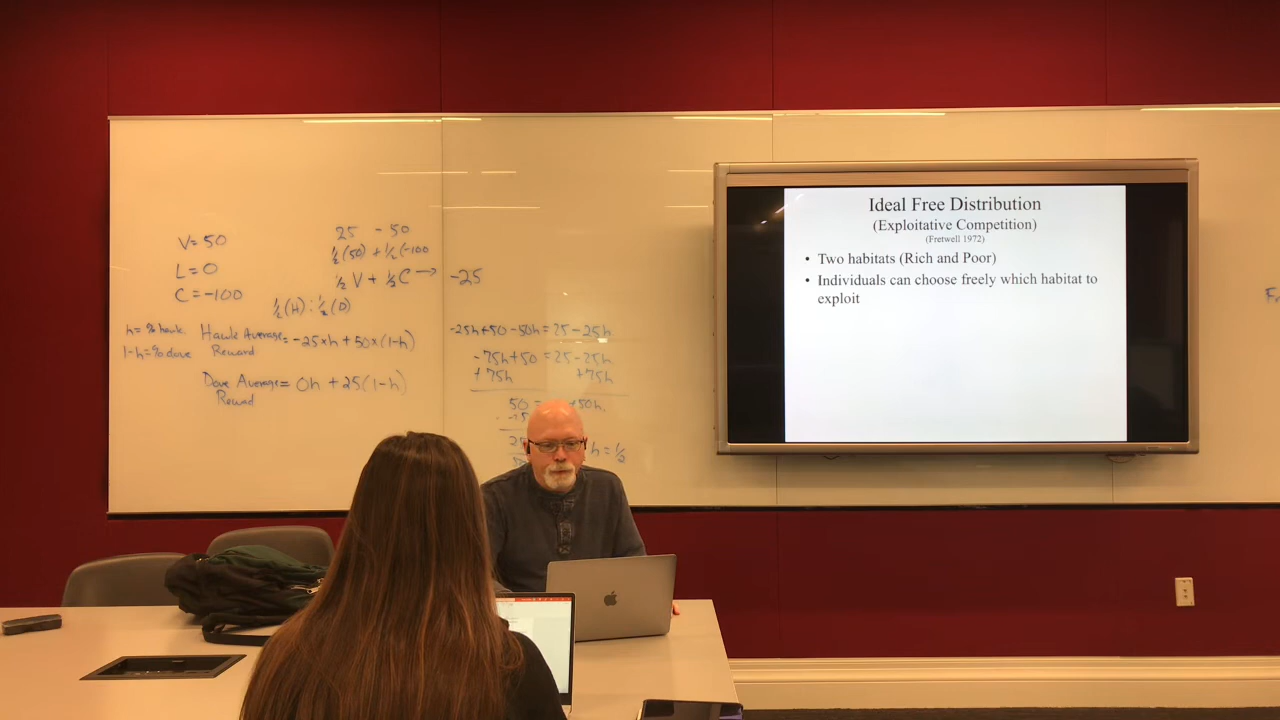 V=50
L=0
C=-100
½(H):½(D)
25 -50
½(50)+½(-100
½V+½C→ -25
h=% hawk
1-h=% dove
Hawk Average Reward = -25×h+50×(1-h)
Dove Average Reward = 0h+25(1-h)
-25h+50-50h=25-25h
-75h+50=25-25h
+75h +75h
50 = +50h
h=½
Ideal Free Distribution
(Exploitative Competition)
(Fretwell 1972)
• Two habitats (Rich and Poor)
• Individuals can choose freely which habitat to
exploit